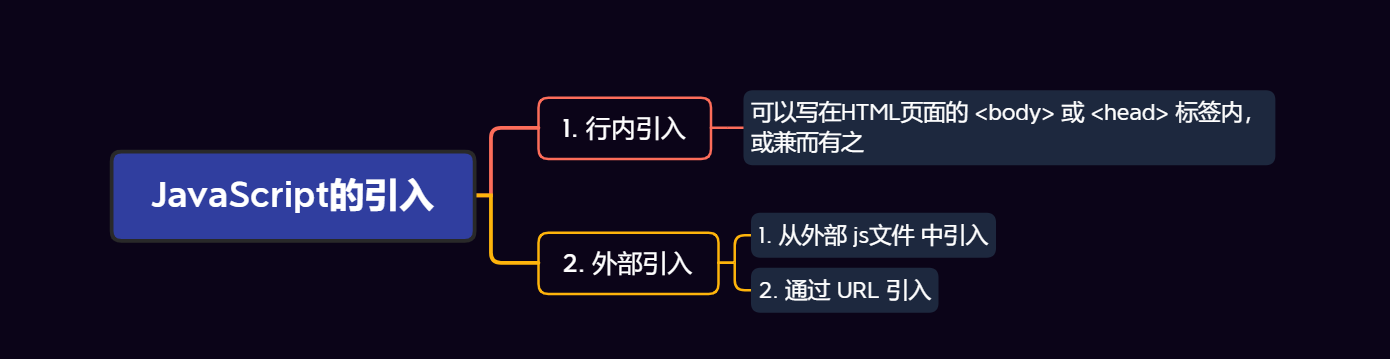 JavaScript的引入
1. 行内引入
可以写在HTML页面的 <body> 或 <head> 标签内，
或兼而有之
2. 外部引入
1. 从外部 js文件 中引入
2. 通过 URL 引入